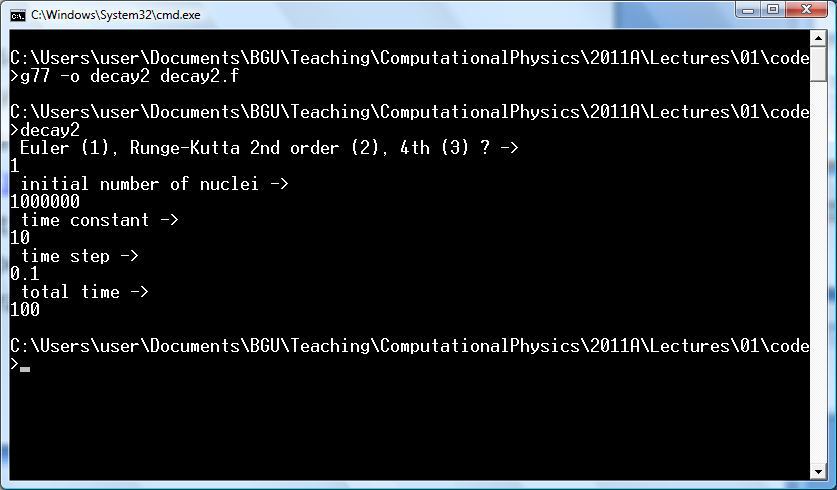 C:\Windows\System32\cmd.exe
C:\Users\user\Documents\BGU\Teaching\ComputationalPhysics\2011A\Lectures\01\code
>g77 -o decay2 decay2.f
C:\Users\user\Documents\BGU\Teaching\ComputationalPhysics\2011A\Lectures\01\code
>decay2
Euler (1), Runge-Kutta 2nd order (2), 4th (3) ? ->
1
initial number of nuclei ->
1000000
time constant ->
10
time step ->
0.1
total time ->
100
C:\Users\user\Documents\BGU\Teaching\ComputationalPhysics\2011A\Lectures\01\code
>